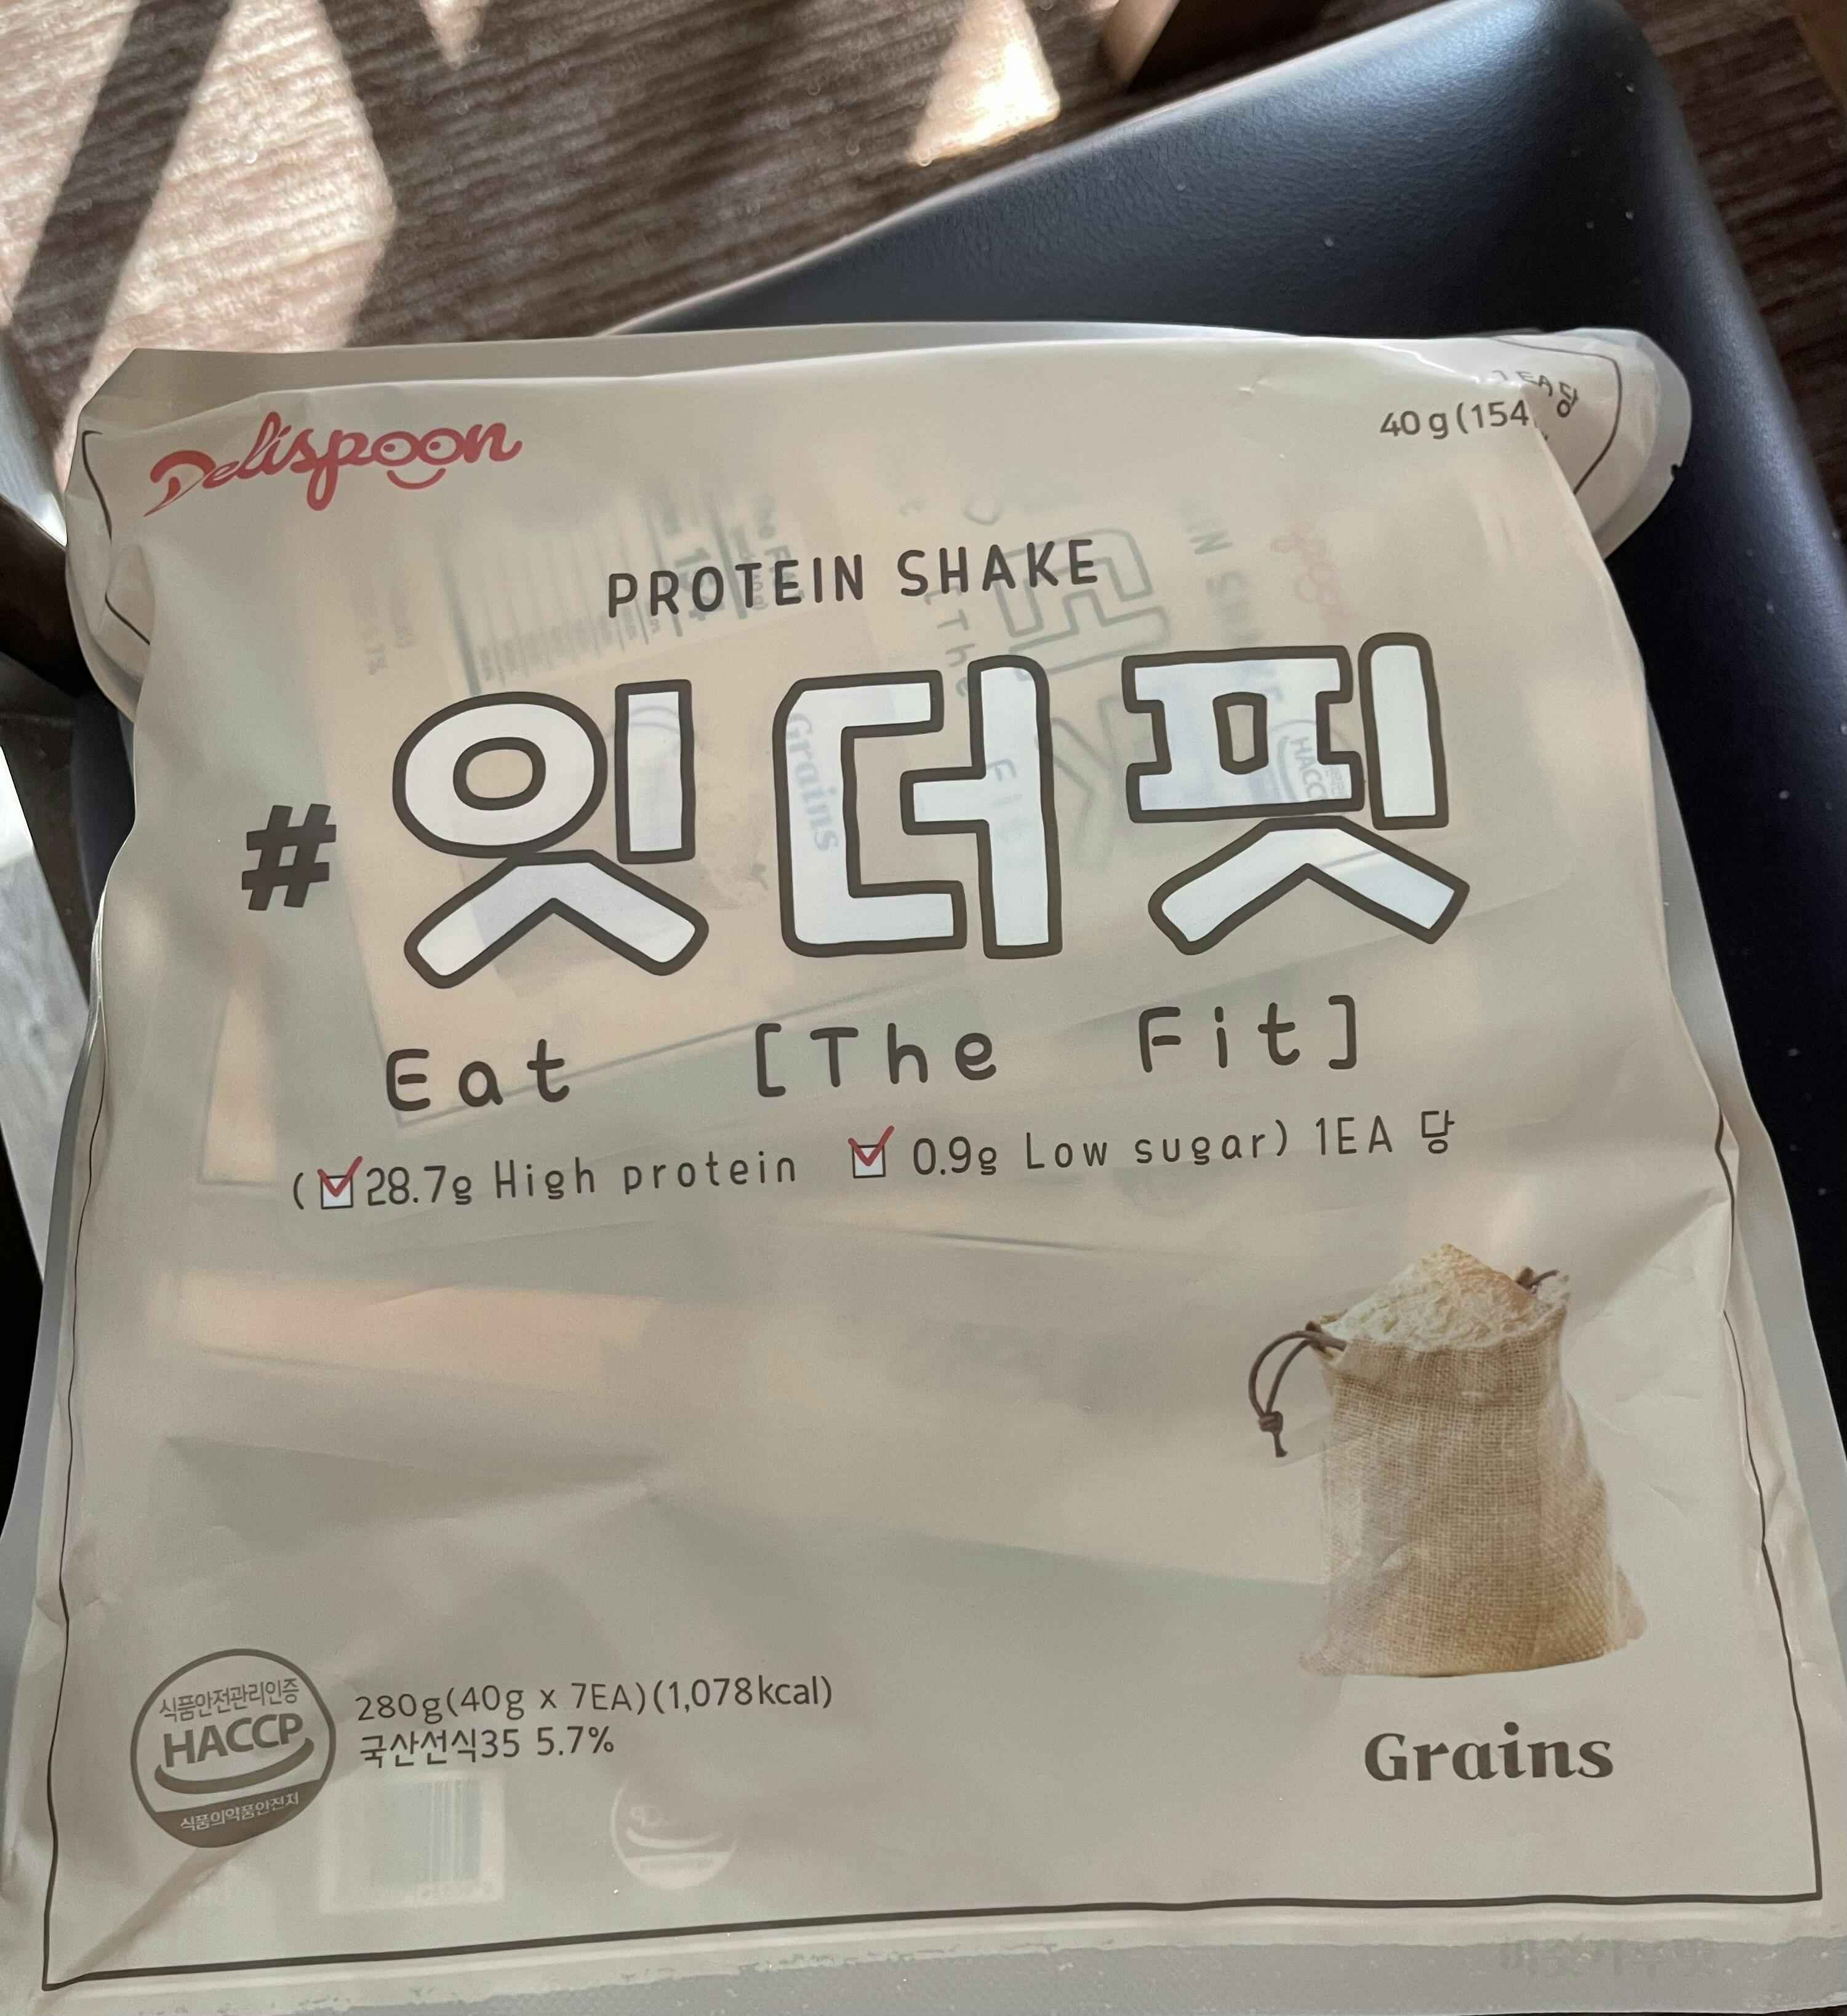 Delispoon
1EA 당
40g(154
PROTEIN SHAKE
#잇더핏
Eat [The Fit]
(28.7g High protein 0.9g Low sugar) 1EA 당
식품안전관리인증
HACCP
식품의약품안전처
280g(40g x 7EA)(1,078kcal)
국산선식35 5.7%
Grains